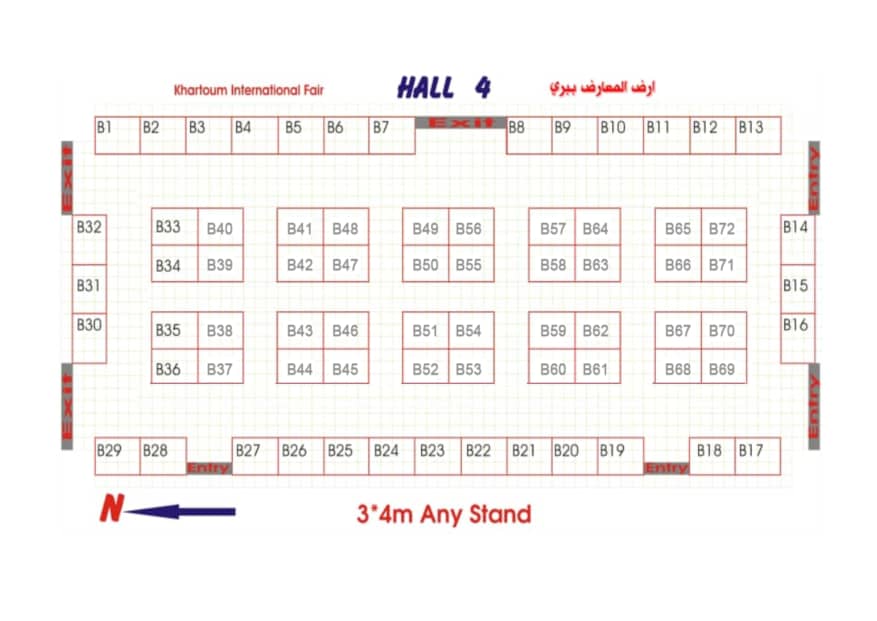 Khartoum International Fair HALL 4 ارض المعارض ببري
Exit
B1 B2 B3 B4 B5 B6 B7 B8 B9 B10 B11 B12 B13
Exit Entry
B32 B33 B40 B41 B48 B49 B56 B57 B64 B65 B72 B14
B34 B39 B42 B47 B50 B55 B58 B63 B66 B71
B31 B15
B30 B35 B38 B43 B46 B51 B54 B59 B62 B67 B70 B16
B36 B37 B44 B45 B52 B53 B60 B61 B68 B69
Exit Entry
B29 B28 B27 B26 B25 B24 B23 B22 B21 B20 B19 B18 B17
Entry Entry
N
3*4m Any Stand